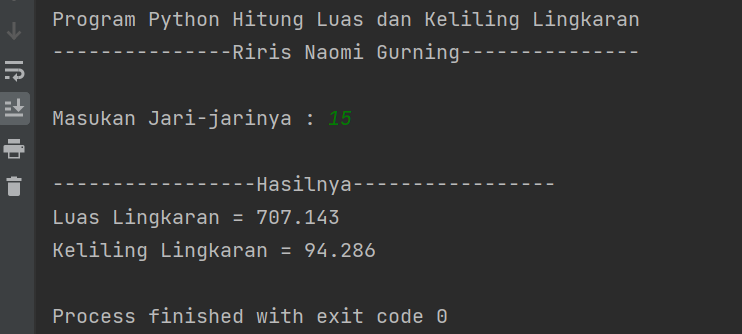 Program Python Hitung Luas dan Keliling Lingkaran
---------------Riris Naomi Gurning---------------
Masukan Jari-jarinya : 15
-----------------Hasilnya-----------------
Luas Lingkaran = 707.143
Keliling Lingkaran = 94.286
Process finished with exit code 0